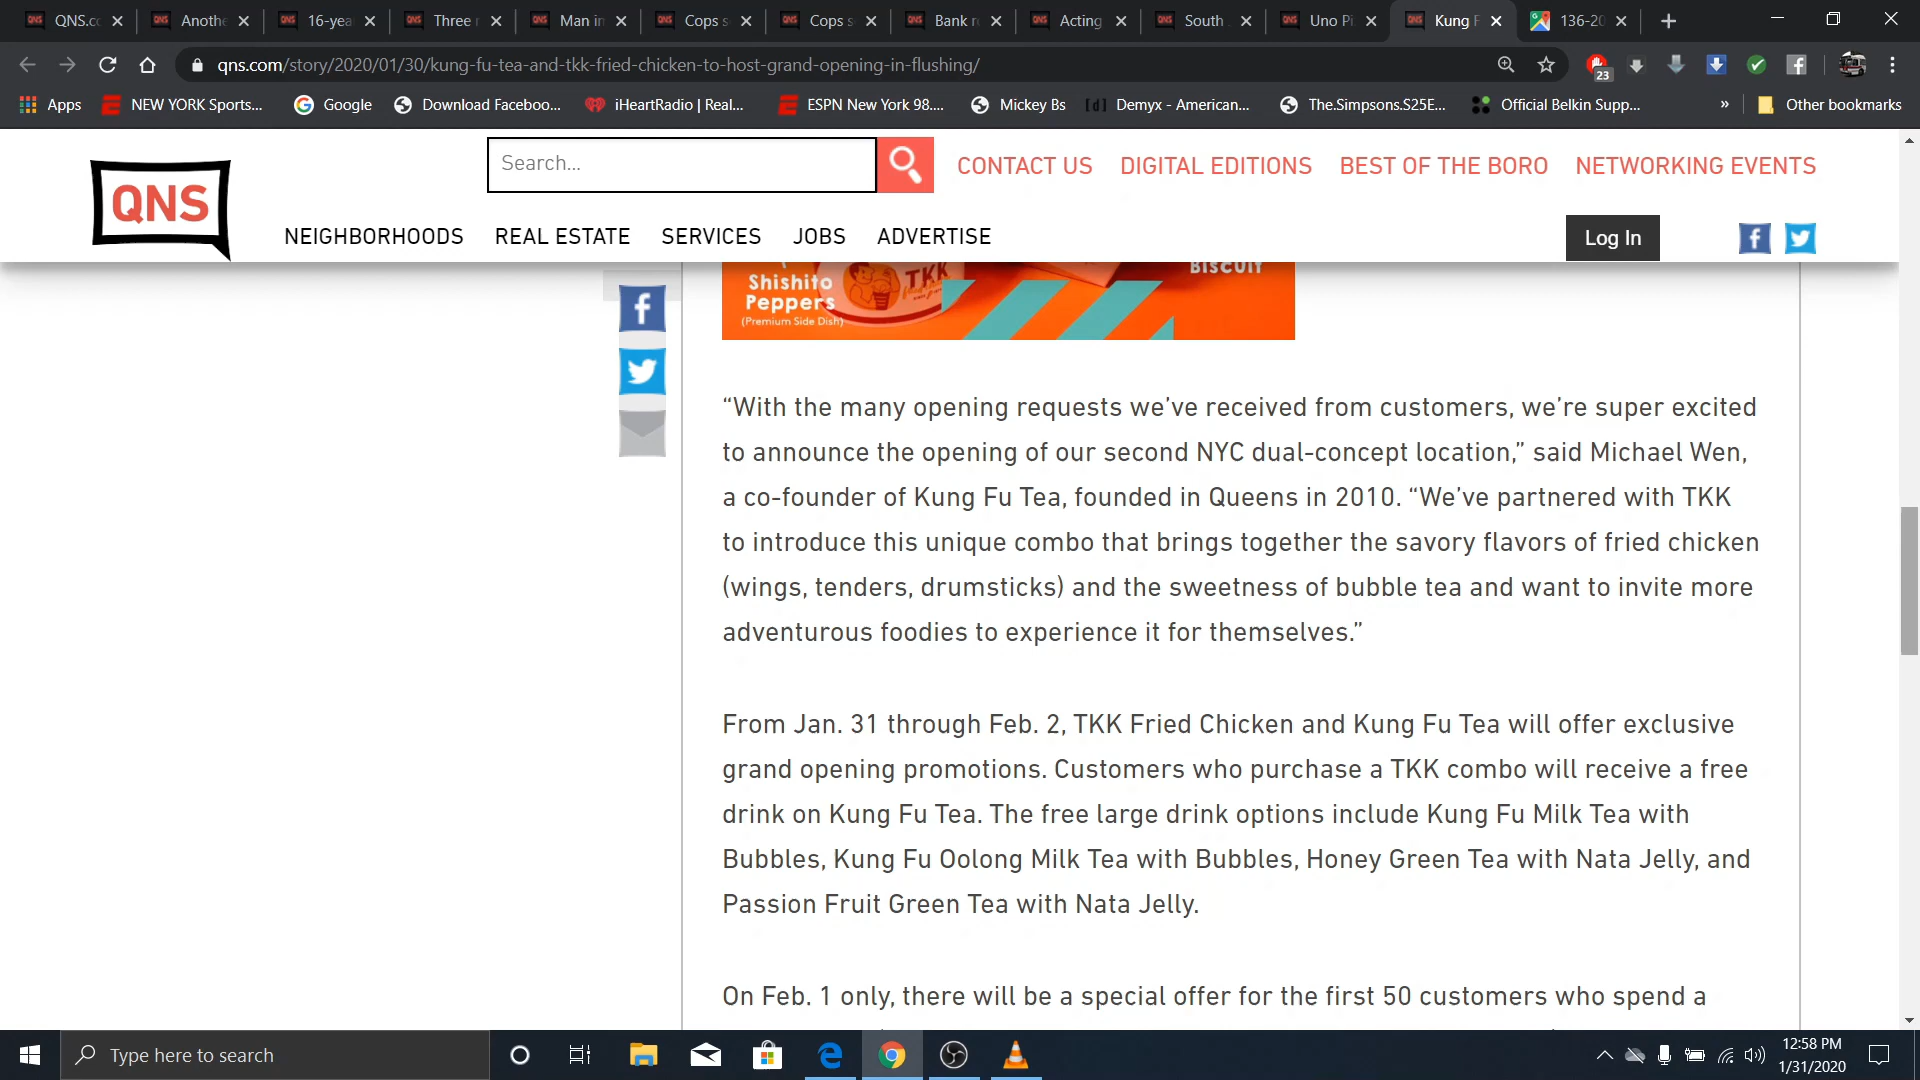 QNS.c
Anothe
16-yea
Three r
Man in
Cops s
Cops s
Bank r
Acting
South
Uno Pi
Kung F
136-20
qns.com/story/2020/01/30/kung-fu-tea-and-tkk-fried-chicken-to-host-grand-opening-in-flushing/
23
Apps
NEW YORK Sports...
Google
Download Faceboo...
iHeartRadio | Real...
ESPN New York 98....
Mickey Bs
[d] Demyx - American...
The.Simpsons.S25E...
Official Belkin Supp...
»
Other bookmarks
QNS
Search...
CONTACT US
DIGITAL EDITIONS
BEST OF THE BORO
NETWORKING EVENTS
NEIGHBORHOODS
REAL ESTATE
SERVICES
JOBS
ADVERTISE
Log In
Shishito
Peppers
(Premium Side Dish)
TKK
BISCUIT
“With the many opening requests we’ve received from customers, we’re super excited
to announce the opening of our second NYC dual-concept location,” said Michael Wen,
a co-founder of Kung Fu Tea, founded in Queens in 2010. “We’ve partnered with TKK
to introduce this unique combo that brings together the savory flavors of fried chicken
(wings, tenders, drumsticks) and the sweetness of bubble tea and want to invite more
adventurous foodies to experience it for themselves.”
From Jan. 31 through Feb. 2, TKK Fried Chicken and Kung Fu Tea will offer exclusive
grand opening promotions. Customers who purchase a TKK combo will receive a free
drink on Kung Fu Tea. The free large drink options include Kung Fu Milk Tea with
Bubbles, Kung Fu Oolong Milk Tea with Bubbles, Honey Green Tea with Nata Jelly, and
Passion Fruit Green Tea with Nata Jelly.
On Feb. 1 only, there will be a special offer for the first 50 customers who spend a
Type here to search
12:58 PM
1/31/2020